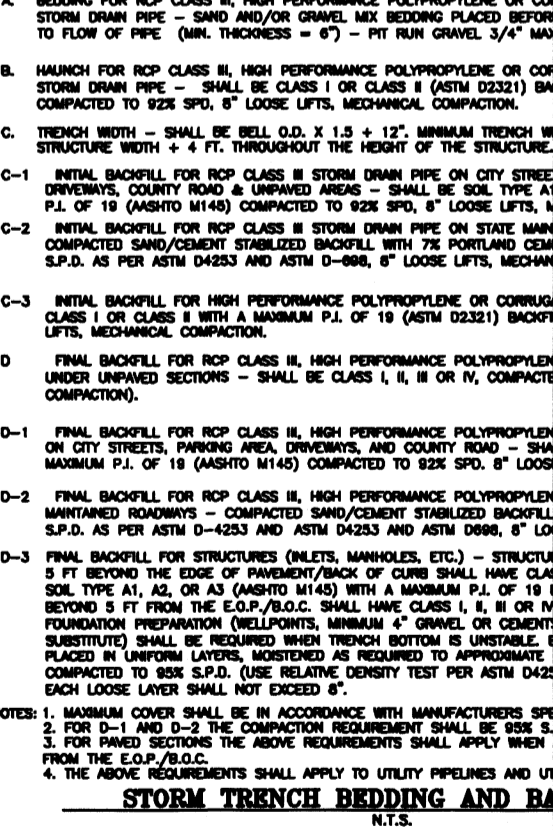 A. BEDDING FOR RCP CLASS III, HIGH PERFORMANCE POLYPROPYLENE OR COR
STORM DRAIN PIPE – SAND AND/OR GRAVEL MIX BEDDING PLACED BEFOR
TO FLOW OF PIPE (MIN. THICKNESS = 6") – PIT RUN GRAVEL 3/4" MAX
B. HAUNCH FOR RCP CLASS III, HIGH PERFORMANCE POLYPROPYLENE OR COR
STORM DRAIN PIPE – SHALL BE CLASS I OR CLASS II (ASTM D2321) BA
COMPACTED TO 92% SPD, 8" LOOSE LIFTS, MECHANICAL COMPACTION.
C. TRENCH WIDTH – SHALL BE BELL O.D. X 1.5 + 12". MINIMUM TRENCH W
STRUCTURE WIDTH + 4 FT. THROUGHOUT THE HEIGHT OF THE STRUCTURE.
C-1 INITIAL BACKFILL FOR RCP CLASS III STORM DRAIN PIPE ON CITY STREE
DRIVEWAYS, COUNTY ROAD & UNPAVED AREAS – SHALL BE SOIL TYPE A1
P.I. OF 19 (AASHTO M145) COMPACTED TO 92% SPD, 8" LOOSE LIFTS, M
C-2 INITIAL BACKFILL FOR RCP CLASS III STORM DRAIN PIPE ON STATE MAIN
COMPACTED SAND/CEMENT STABILIZED BACKFILL WITH 7% PORTLAND CEM
S.P.D. AS PER ASTM D4253 AND ASTM D-698, 8" LOOSE LIFTS, MECHAN
C-3 INITIAL BACKFILL FOR HIGH PERFORMANCE POLYPROPYLENE OR CORRUG
CLASS I OR CLASS II WITH A MAXIMUM P.I. OF 19 (ASTM D2321) BACKF
LIFTS, MECHANICAL COMPACTION.
D FINAL BACKFILL FOR RCP CLASS III, HIGH PERFORMANCE POLYPROPYLEN
UNDER UNPAVED SECTIONS – SHALL BE CLASS I, II, III OR IV, COMPACTE
COMPACTION).
D-1 FINAL BACKFILL FOR RCP CLASS III, HIGH PERFORMANCE POLYPROPYLEN
ON CITY STREETS, PARKING AREA, DRIVEWAYS, AND COUNTY ROAD – SHA
MAXIMUM P.I. OF 19 (AASHTO M145) COMPACTED TO 92% SPD. 8" LOOS
D-2 FINAL BACKFILL FOR RCP CLASS III, HIGH PERFORMANCE POLYPROPYLEN
MAINTAINED ROADWAYS – COMPACTED SAND/CEMENT STABILIZED BACKFILL
S.P.D. AS PER ASTM D-4253 AND ASTM D4253 AND ASTM D698, 8" LO
D-3 FINAL BACKFILL FOR STRUCTURES (INLETS, MANHOLES, ETC.) – STRUCTU
5 FT BEYOND THE EDGE OF PAVEMENT/BACK OF CURB SHALL HAVE CLA
SOIL TYPE A1, A2, OR A3 (AASHTO M145) WITH A MAXIMUM P.I. OF 19
BEYOND 5 FT FROM THE E.O.P./B.O.C. SHALL HAVE CLASS I, II, III OR IV
FOUNDATION PREPARATION (WELLPOINTS, MINIMUM 4" GRAVEL OR CEMENT
SUBSTITUTE) SHALL BE REQUIRED WHEN TRENCH BOTTOM IS UNSTABLE.
PLACED IN UNIFORM LAYERS, MOISTENED AS REQUIRED TO APPROXIMATE
COMPACTED TO 95% S.P.D. (USE RELATIVE DENSITY TEST PER ASTM D425
EACH LOOSE LAYER SHALL NOT EXCEED 8".
OTES: 1. MAXIMUM COVER SHALL BE IN ACCORDANCE WITH MANUFACTURERS SPE
2. FOR D-1 AND D-2 THE COMPACTION REQUIREMENT SHALL BE 95% S.
3. FOR PAVED SECTIONS THE ABOVE REQUIREMENTS SHALL APPLY WHEN
FROM THE E.O.P./B.O.C.
4. THE ABOVE REQUIREMENTS SHALL APPLY TO UTILITY PIPELINES AND UT
STORM TRENCH BEDDING AND BA
N.T.S.